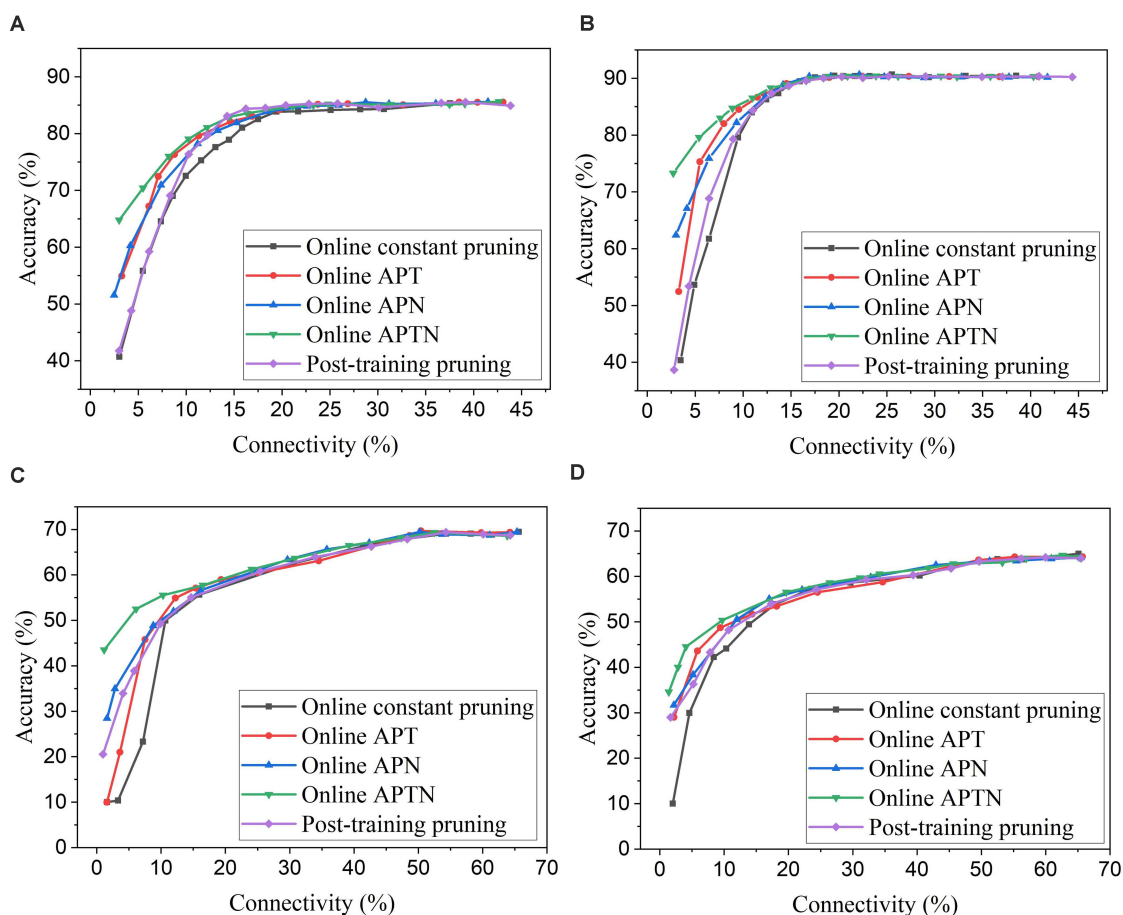 A
Accuracy (%)
90
80
70
60
50
40
Online constant pruning
Online APT
Online APN
Online APTN
Post-training pruning
0 5 10 15 20 25 30 35 40 45
Connectivity (%)
B
Accuracy (%)
90
80
70
60
50
40
Online constant pruning
Online APT
Online APN
Online APTN
Post-training pruning
0 5 10 15 20 25 30 35 40 45
Connectivity (%)
C
Accuracy (%)
70
60
50
40
30
20
10
0
Online constant pruning
Online APT
Online APN
Online APTN
Post-training pruning
0 10 20 30 40 50 60 70
Connectivity (%)
D
Accuracy (%)
70
60
50
40
30
20
10
0
Online constant pruning
Online APT
Online APN
Online APTN
Post-training pruning
0 10 20 30 40 50 60 70
Connectivity (%)